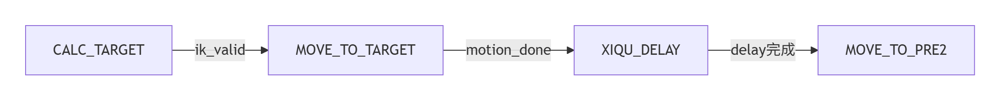 CALC_TARGET
ik_valid
MOVE_TO_TARGET
motion_done
XIQU_DELAY
delay完成
MOVE_TO_PRE2